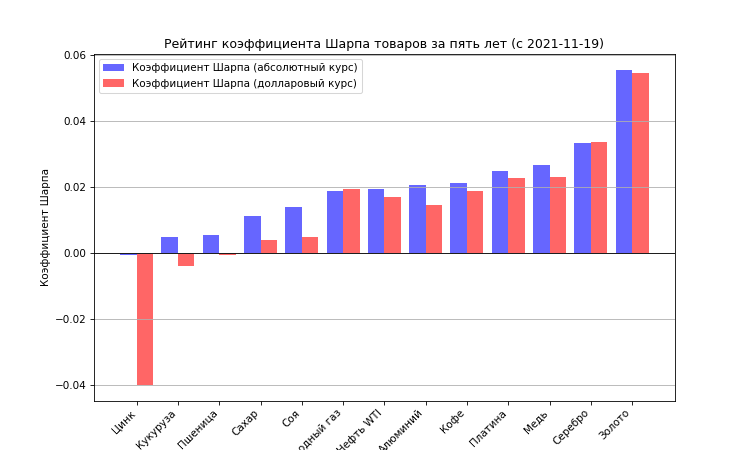 Рейтинг коэффициента Шарпа товаров за пять лет (с 2021-11-19)
Коэффициент Шарпа (абсолютный курс)
Коэффициент Шарпа (долларовый курс)
Коэффициент Шарпа
0.06
0.04
0.02
0.00
−0.02
−0.04
Цинк
Кукуруза
Пшеница
Сахар
Соя
газ
Нефть WTI
Алюминий
Кофе
Платина
Медь
Серебро
Золото